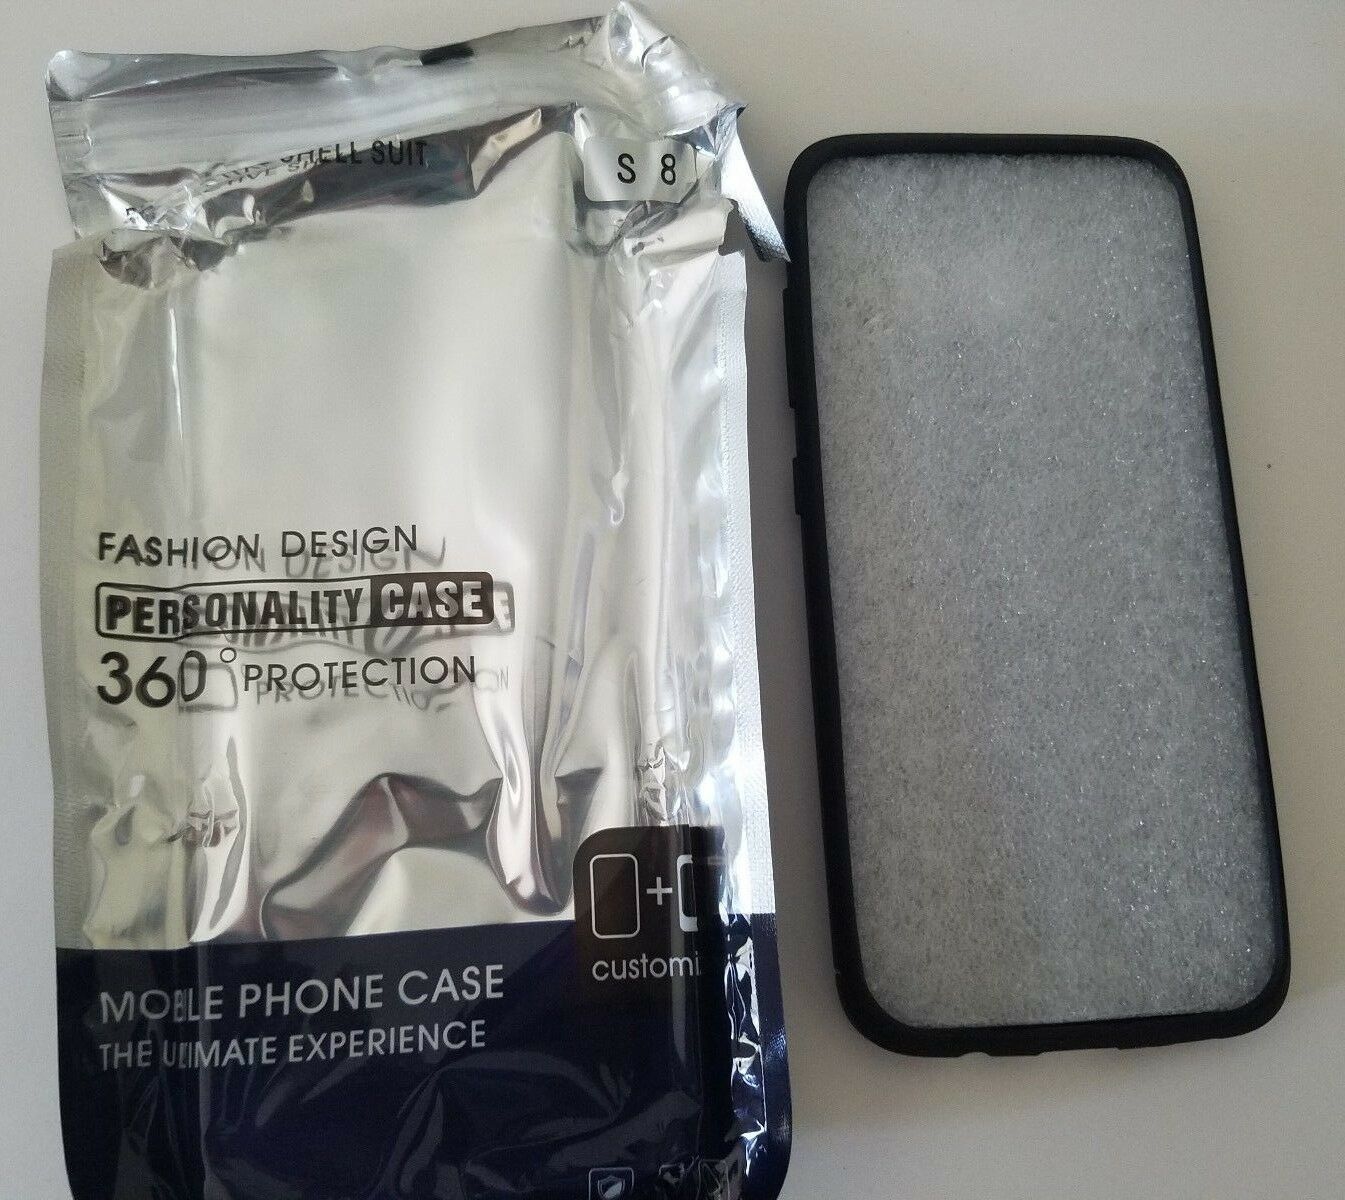 SHELL SUIT
S 8
FASHION DESIGN
PERSONALITY CASE
360° PROTECTION
+
customi
MOBILE PHONE CASE
THE ULTIMATE EXPERIENCE